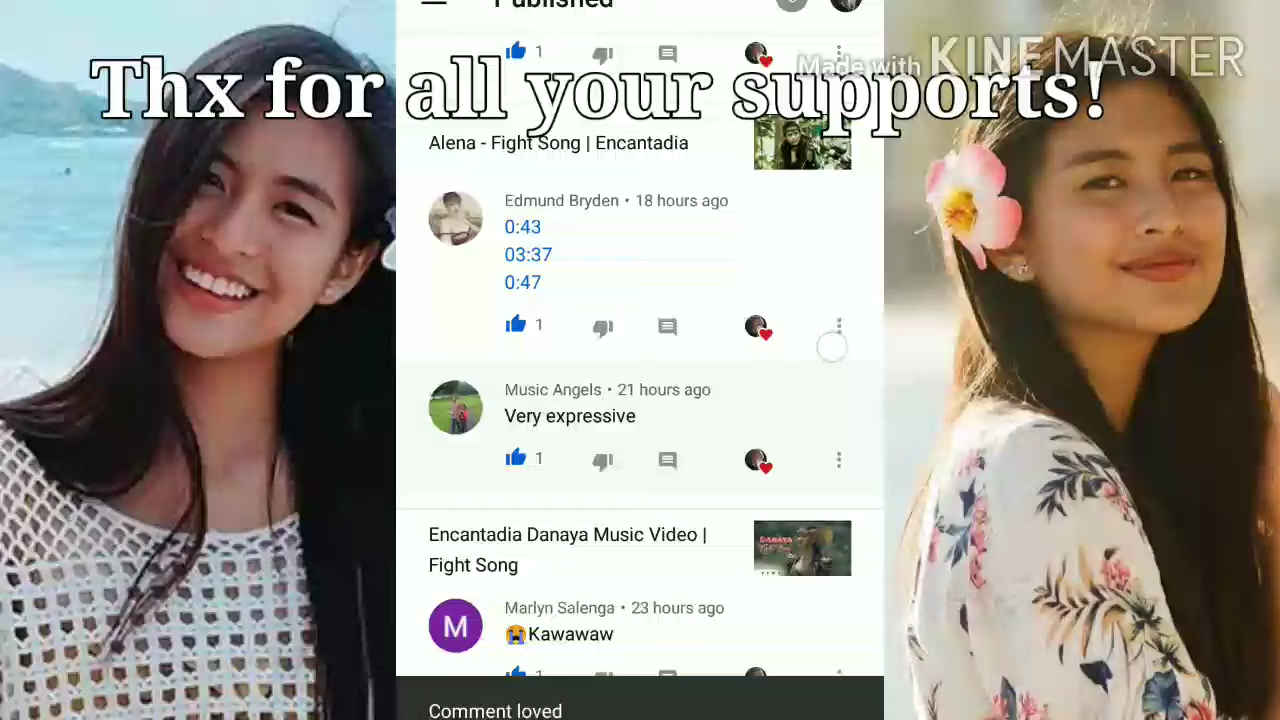 Published
Made with KINEMASTER
Thx for all your supports!
1
Alena - Fight Song | Encantadia
Edmund Bryden • 18 hours ago
0:43
03:37
0:47
1
Music Angels • 21 hours ago
Very expressive
1
Encantadia Danaya Music Video |
Fight Song
DANAYA
M
Marlyn Salenga • 23 hours ago
😭Kawawaw
1
Comment loved